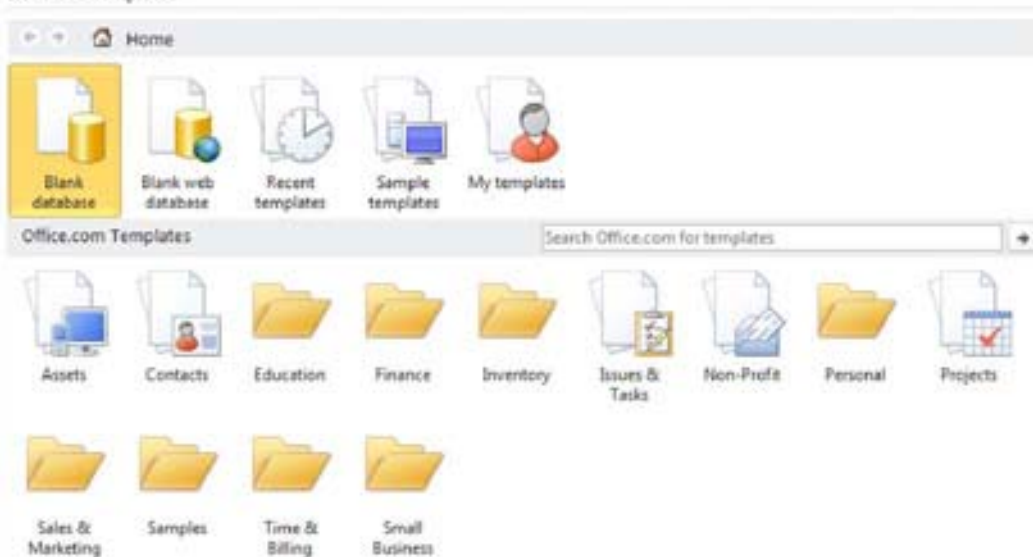 Home
Blank database
Blank web database
Recent templates
Sample templates
My templates
Office.com Templates
Search Office.com for templates
Assets
Contacts
Education
Finance
Inventory
Issues & Tasks
Non-Profit
Personal
Projects
Sales & Marketing
Samples
Time & Billing
Small Business